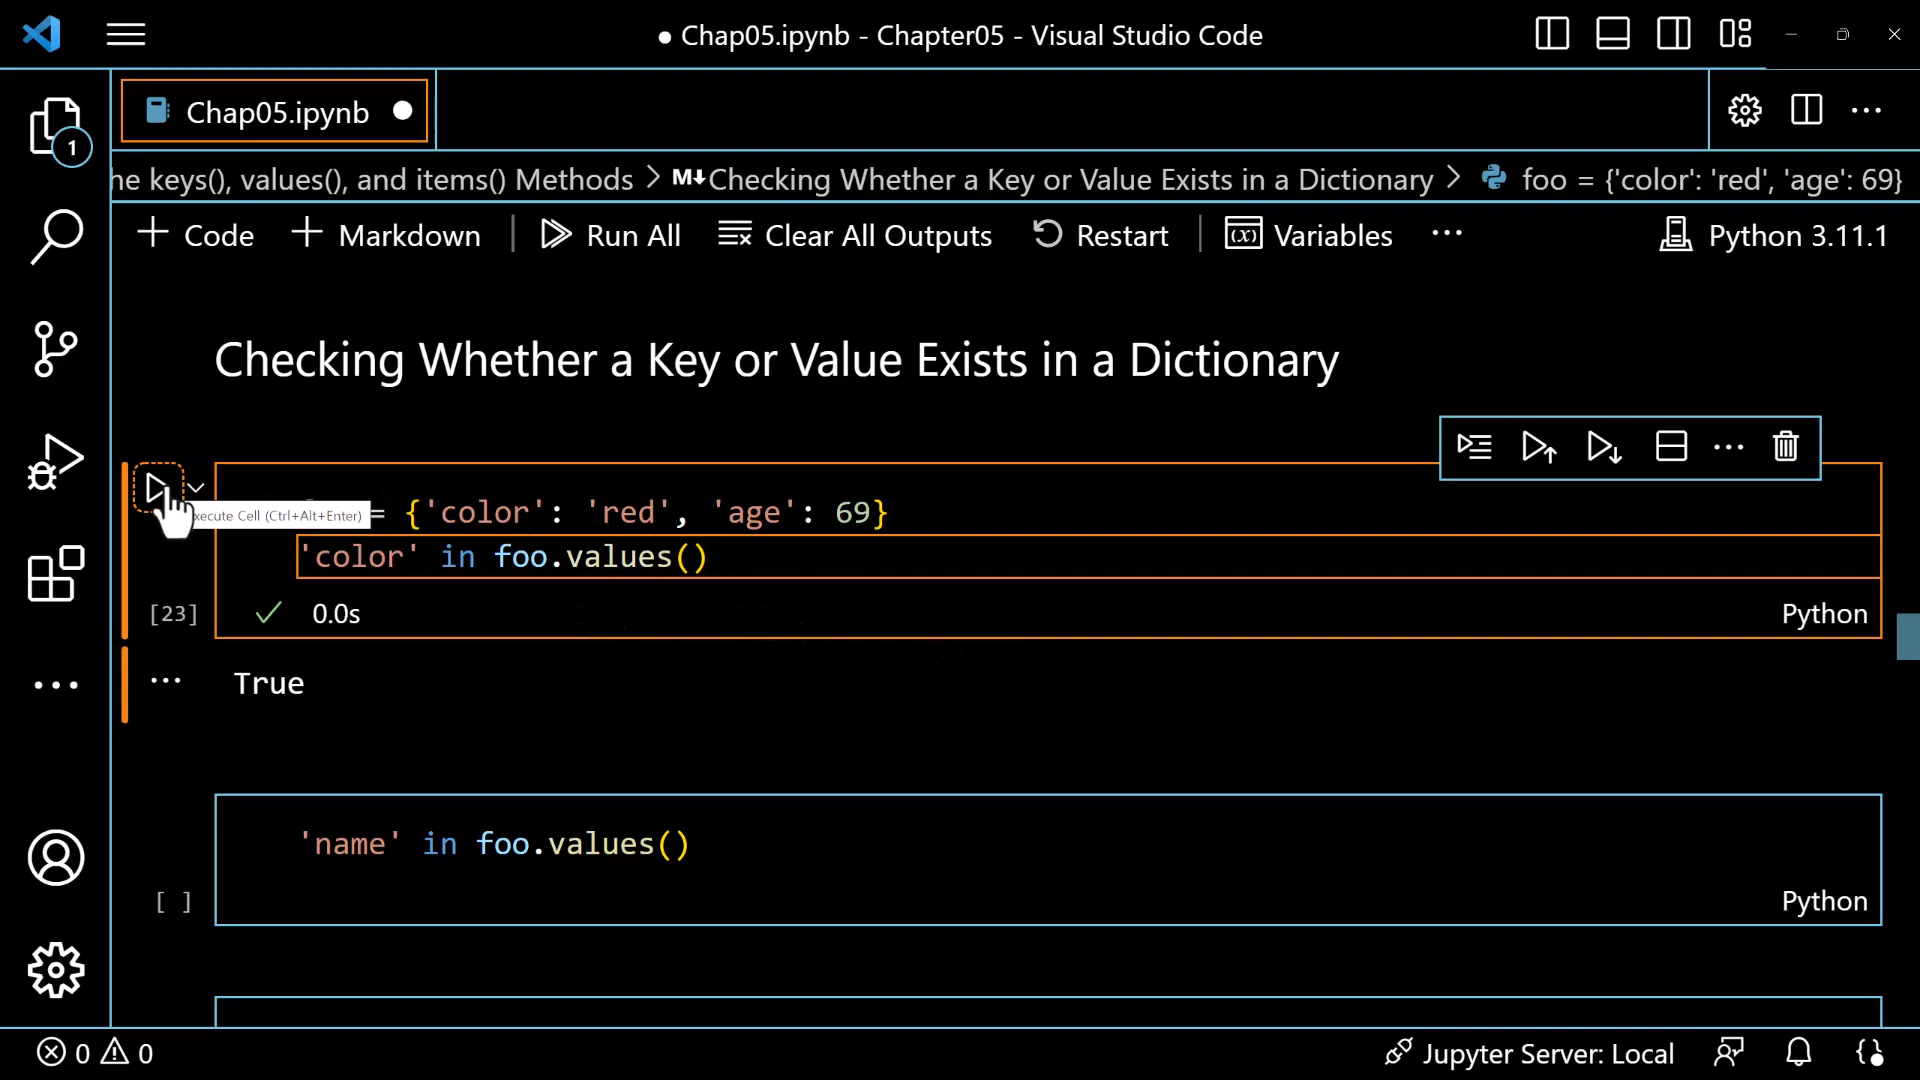 ● Chap05.ipynb - Chapter05 - Visual Studio Code
Chap05.ipynb ●
1
he keys(), values(), and items() Methods > M↓ Checking Whether a Key or Value Exists in a Dictionary > foo = {'color': 'red', 'age': 69}
+ Code + Markdown | Run All Clear All Outputs Restart | (x) Variables ··· Python 3.11.1
Checking Whether a Key or Value Exists in a Dictionary
= {'color': 'red', 'age': 69}
xecute Cell (Ctrl+Alt+Enter)
'color' in foo.values()
[23] ✓ 0.0s Python
··· True
'name' in foo.values()
[ ] Python
0 0 Jupyter Server: Local